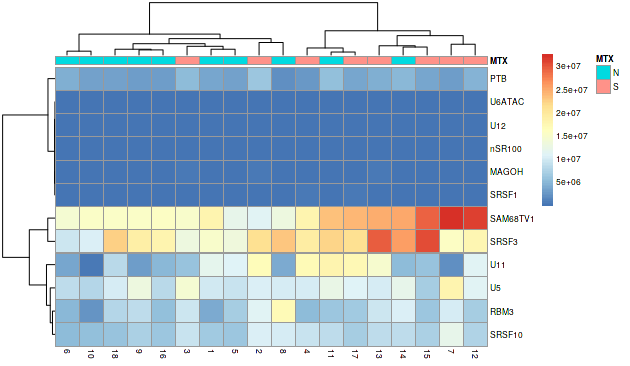 MTX
PTB
U6ATAC
U12
nSR100
MAGOH
SRSF1
SAM68TV1
SRSF3
U11
U5
RBM3
SRSF10
6 10 18 9 16 3 1 5 2 8 4 11 17 13 14 15 7 12
3e+07
2.5e+07
2e+07
1.5e+07
1e+07
5e+06
MTX
N
S